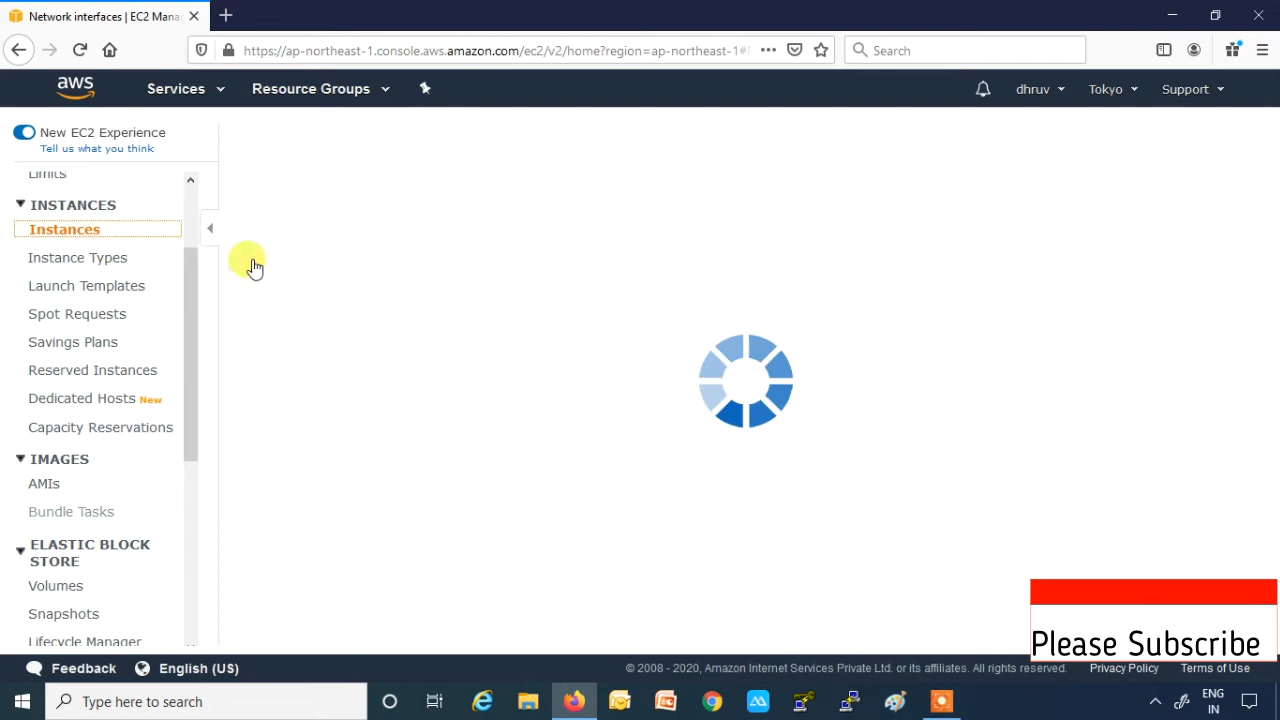 Network interfaces | EC2 Mana
https://ap-northeast-1.console.aws.amazon.com/ec2/v2/home?region=ap-northeast-1#
Search
aws
Services
Resource Groups
dhruv
Tokyo
Support
New EC2 Experience
Tell us what you think
Limits
INSTANCES
Instances
Instance Types
Launch Templates
Spot Requests
Savings Plans
Reserved Instances
Dedicated Hosts New
Capacity Reservations
IMAGES
AMIs
Bundle Tasks
ELASTIC BLOCK
STORE
Volumes
Snapshots
Lifecycle Manager
Please Subscribe
Feedback
English (US)
© 2008 - 2020, Amazon Internet Services Private Ltd. or its affiliates. All rights reserved.
Privacy Policy
Terms of Use
Type here to search
ENG
IN